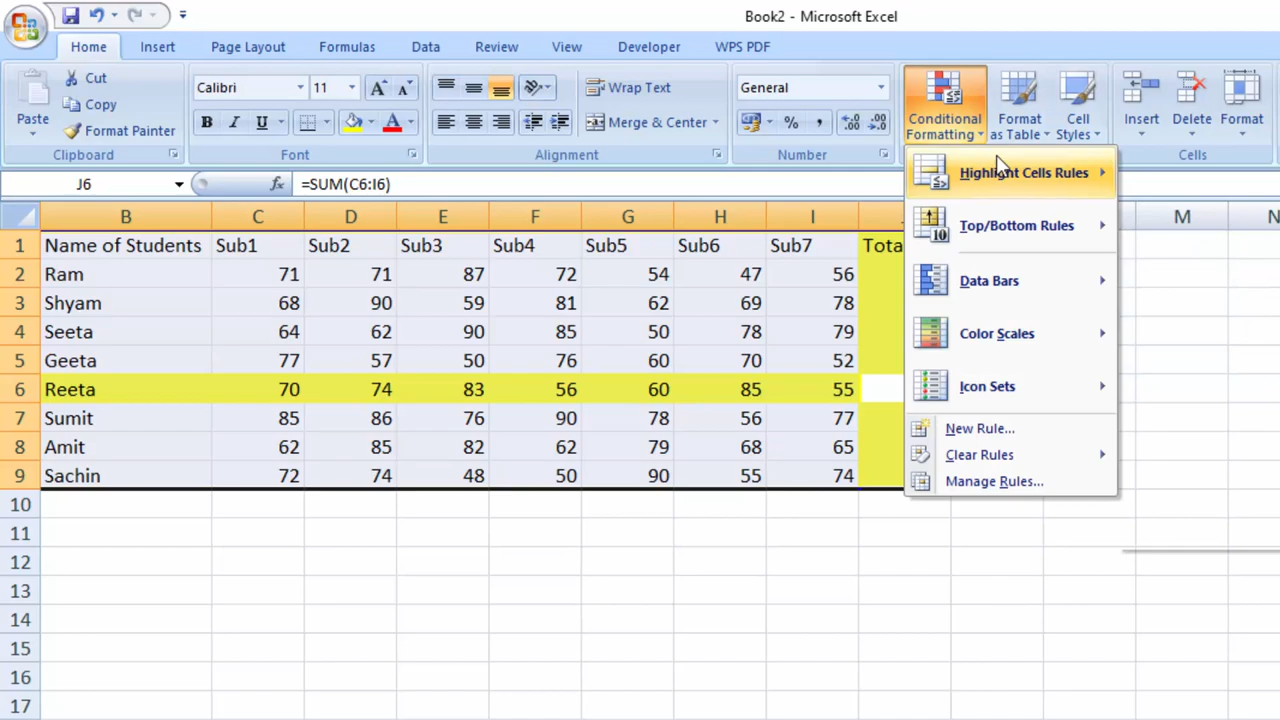 Book2 - Microsoft Excel
Home Insert Page Layout Formulas Data Review View Developer WPS PDF
Paste
Cut
Copy
Format Painter
Clipboard
Calibri 11
B I U A
Font
Wrap Text
Merge & Center
Alignment
General
%
Number
Conditional Formatting
Format as Table
Cell Styles
Insert Delete Format
Cells
J6 fx =SUM(C6:I6)
B C D E F G H I M
1 Name of Students Sub1 Sub2 Sub3 Sub4 Sub5 Sub6 Sub7
2 Ram 71 71 87 72 54 47 56
3 Shyam 68 90 59 81 62 69 78
4 Seeta 64 62 90 85 50 78 79
5 Geeta 77 57 50 76 60 70 52
6 Reeta 70 74 83 56 60 85 55
7 Sumit 85 86 76 90 78 56 77
8 Amit 62 85 82 62 79 68 65
9 Sachin 72 74 48 50 90 55 74
10
11
12
13
14
15
16
17
Highlight Cells Rules
Top/Bottom Rules
10
Data Bars
Color Scales
Icon Sets
New Rule...
Clear Rules
Manage Rules...